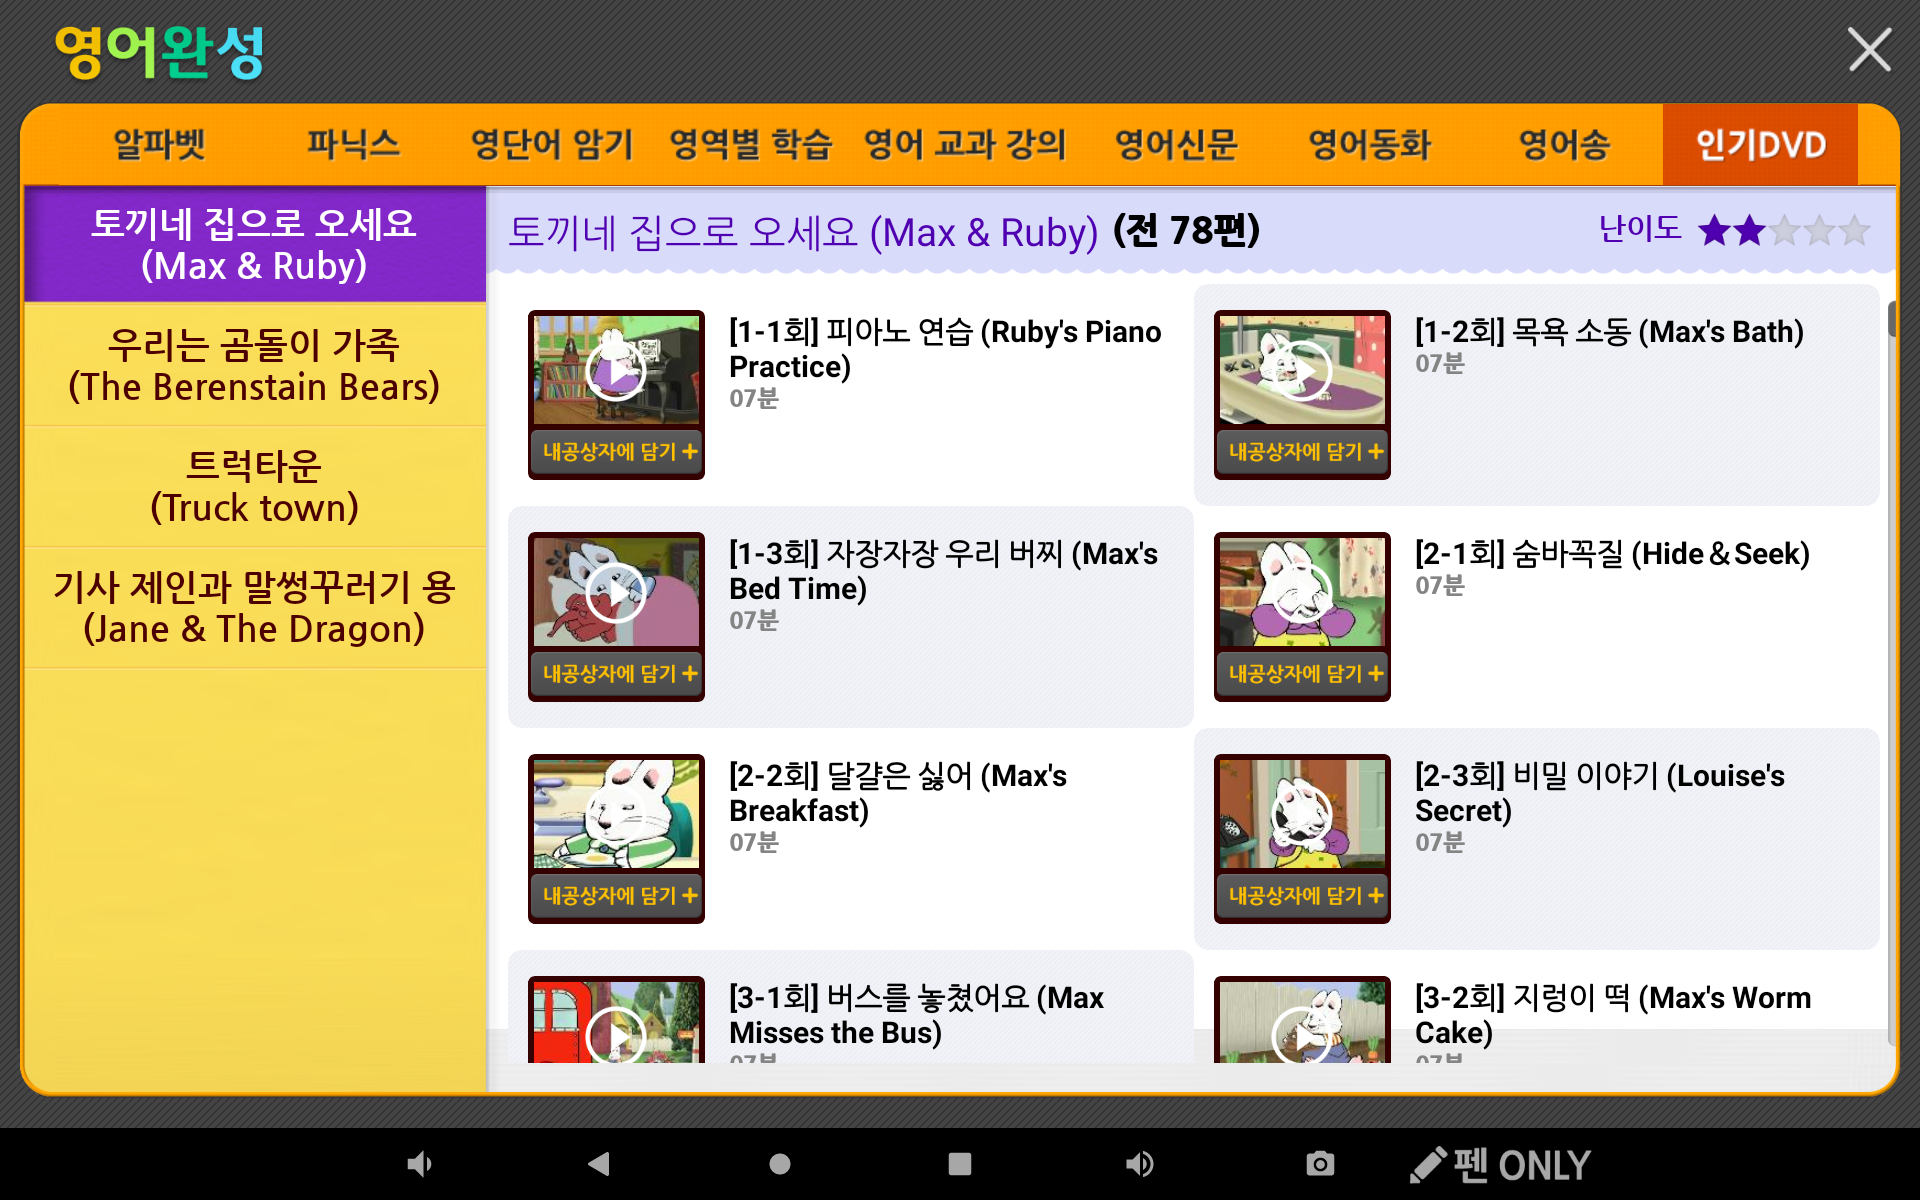 영어완성
알파벳 파닉스 영단어 암기 영역별 학습 영어 교과 강의 영어신문 영어동화 영어송 인기DVD
토끼네 집으로 오세요
(Max & Ruby)
우리는 곰돌이 가족
(The Berenstain Bears)
트럭타운
(Truck town)
기사 제인과 말썽꾸러기 용
(Jane & The Dragon)
토끼네 집으로 오세요 (Max & Ruby) (전 78편)
난이도
[1-1회] 피아노 연습 (Ruby's Piano
Practice)
07분
내공상자에 담기 +
[1-2회] 목욕 소동 (Max's Bath)
07분
내공상자에 담기 +
[1-3회] 자장자장 우리 버찌 (Max's
Bed Time)
07분
내공상자에 담기 +
[2-1회] 숨바꼭질 (Hide＆Seek)
07분
내공상자에 담기 +
[2-2회] 달걀은 싫어 (Max's
Breakfast)
07분
내공상자에 담기 +
[2-3회] 비밀 이야기 (Louise's
Secret)
07분
내공상자에 담기 +
[3-1회] 버스를 놓쳤어요 (Max
Misses the Bus)
07분
[3-2회] 지렁이 떡 (Max's Worm
Cake)
07분
펜 ONLY